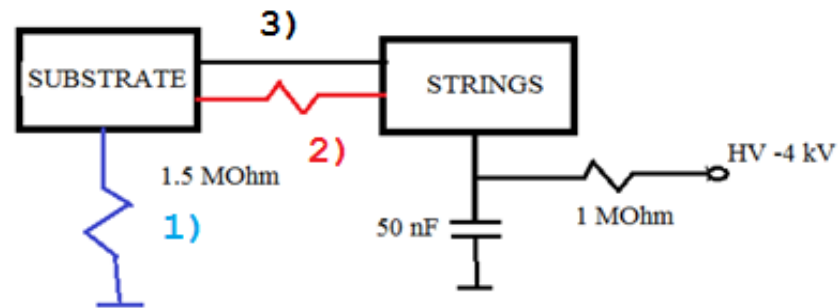 3)
SUBSTRATE
STRINGS
2)
1.5 MOhm
HV -4 kV
1)
50 nF
1 MOhm